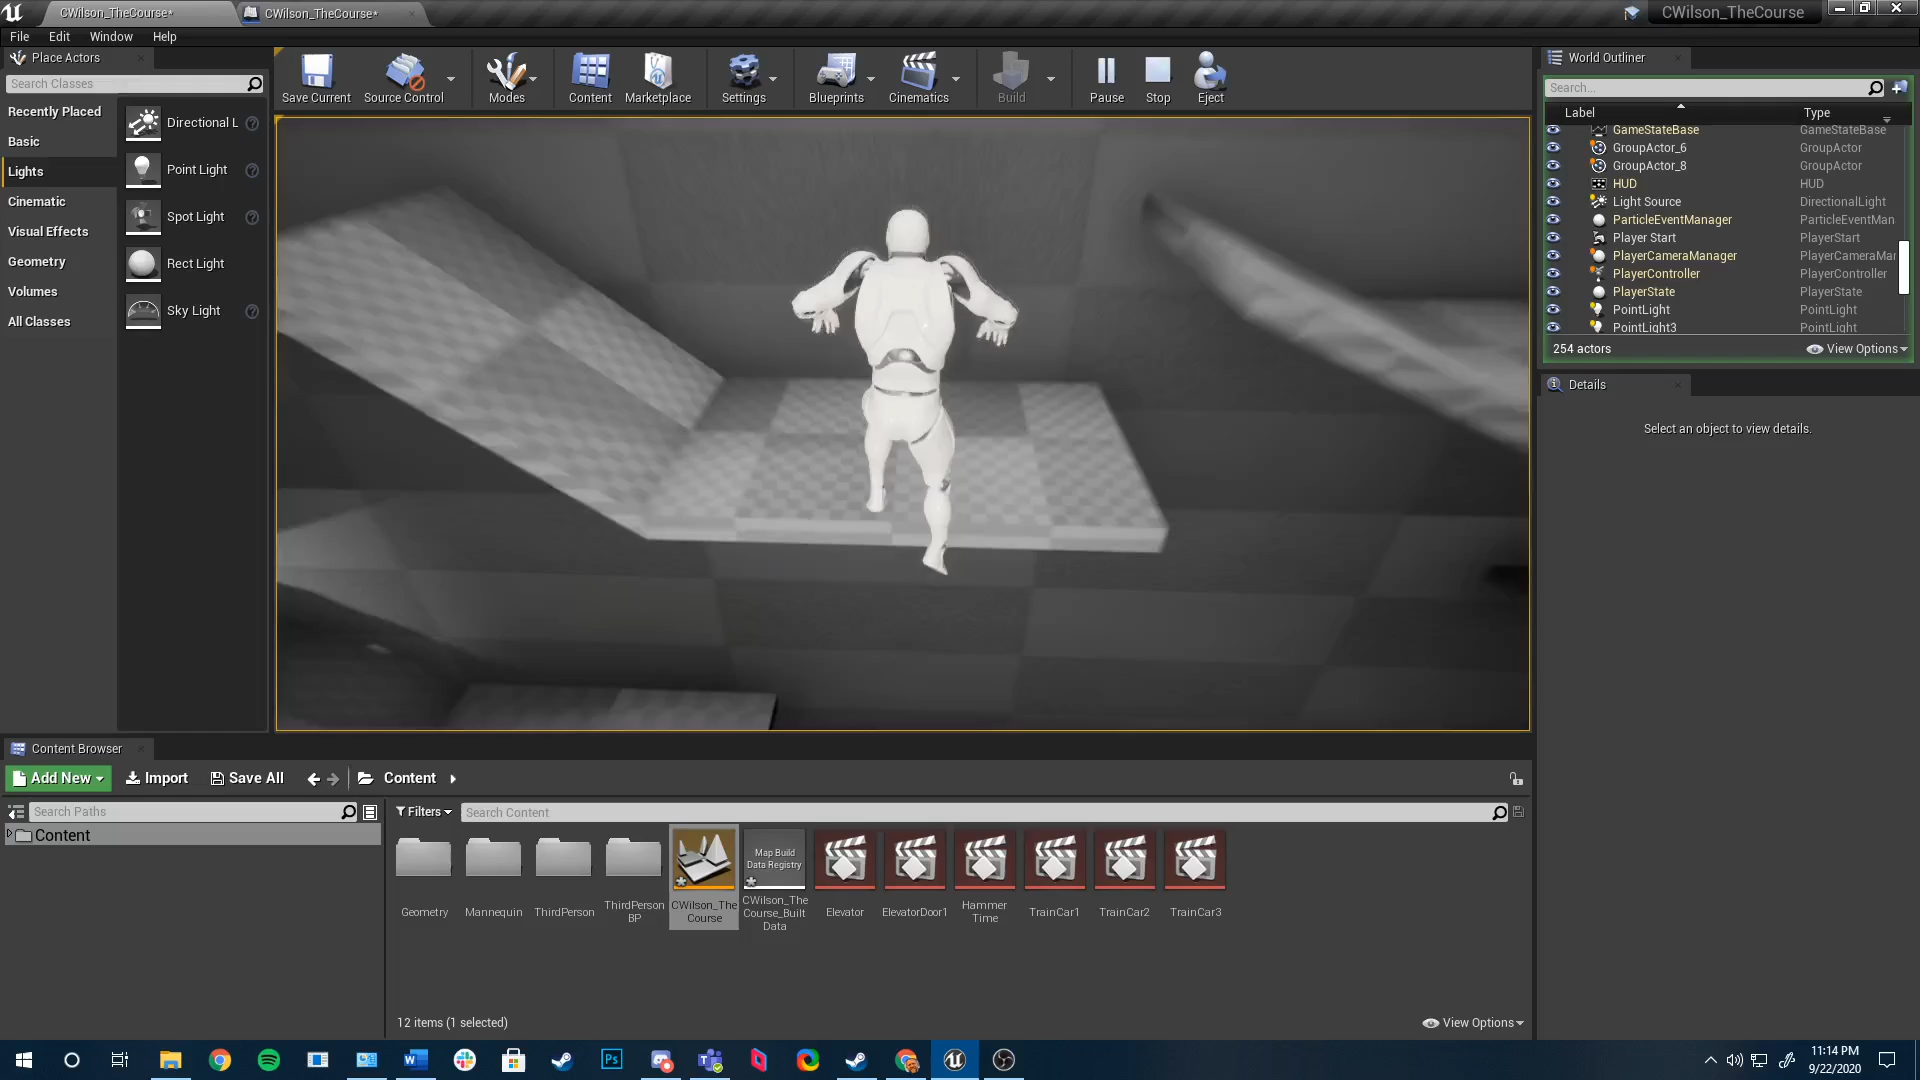 CWilson_TheCourse*
CWilson_TheCourse*
CWilson_TheCourse
File Edit Window Help
Place Actors
Search Classes
Recently Placed
Basic
Lights
Cinematic
Visual Effects
Geometry
Volumes
All Classes
Directional L
Point Light
Spot Light
Rect Light
Sky Light
Save Current
Source Control
Modes
Content
Marketplace
Settings
Blueprints
Cinematics
Build
Pause
Stop
Eject
World Outliner
Search...
Label Type
GameStateBase GameStateBase
GroupActor_6 GroupActor
GroupActor_8 GroupActor
HUD HUD
Light Source DirectionalLight
ParticleEventManager ParticleEventMan
Player Start PlayerStart
PlayerCameraManager PlayerCameraMar
PlayerController PlayerController
PlayerState PlayerState
PointLight PointLight
PointLight3 PointLight
254 actors View Options
Details
Select an object to view details.
Content Browser
Add New Import Save All Content
Search Paths
Content
Filters Search Content
Geometry
Mannequin
ThirdPerson
ThirdPerson
BP
CWilson_The
Course
Map Build
Data Registry
CWilson_The
Course_Built
Data
Elevator
ElevatorDoor1
Hammer
Time
TrainCar1
TrainCar2
TrainCar3
12 items (1 selected) View Options
Ps
11:14 PM
9/22/2020